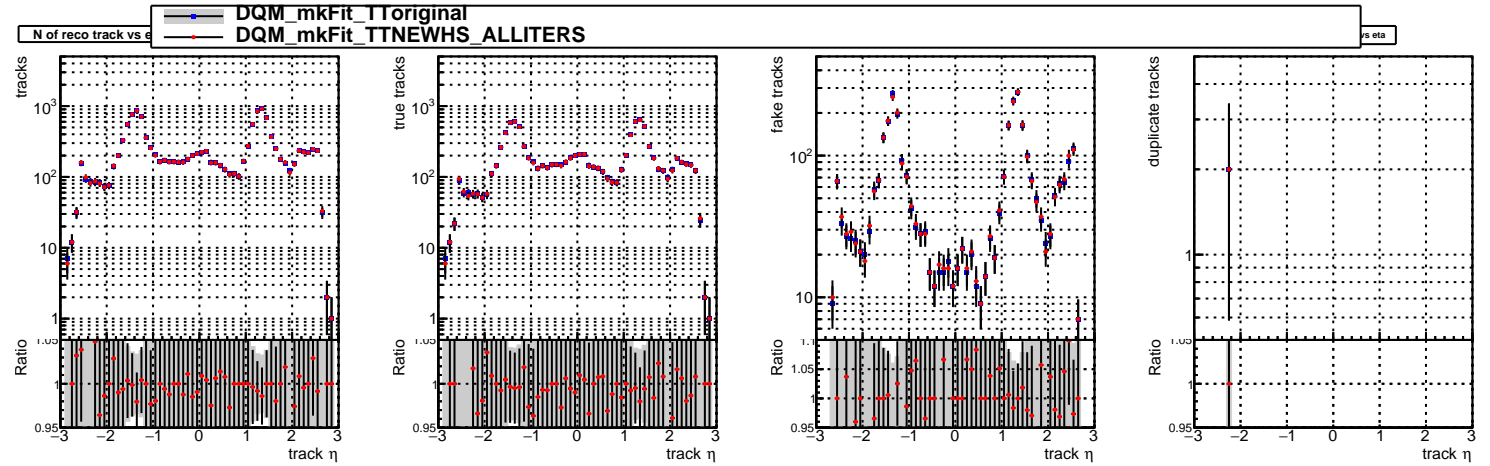 DQM_mkFit_TToriginal
DQM_mkFit_TTNEWHS_ALLITERS
N of reco track vs e
vs eta
tracks
10³
10²
10
1
Ratio
1.05
1
0.95
−3 −2 −1 0 1 2 3
track η
true tracks
10³
10²
10
1
Ratio
1.05
1
0.95
−3 −2 −1 0 1 2 3
track η
fake tracks
10²
10
Ratio
1.1
1.05
1
0.95
−3 −2 −1 0 1 2 3
track η
duplicate tracks
1
Ratio
1.05
1
0.95
−3 −2 −1 0 1 2 3
track η